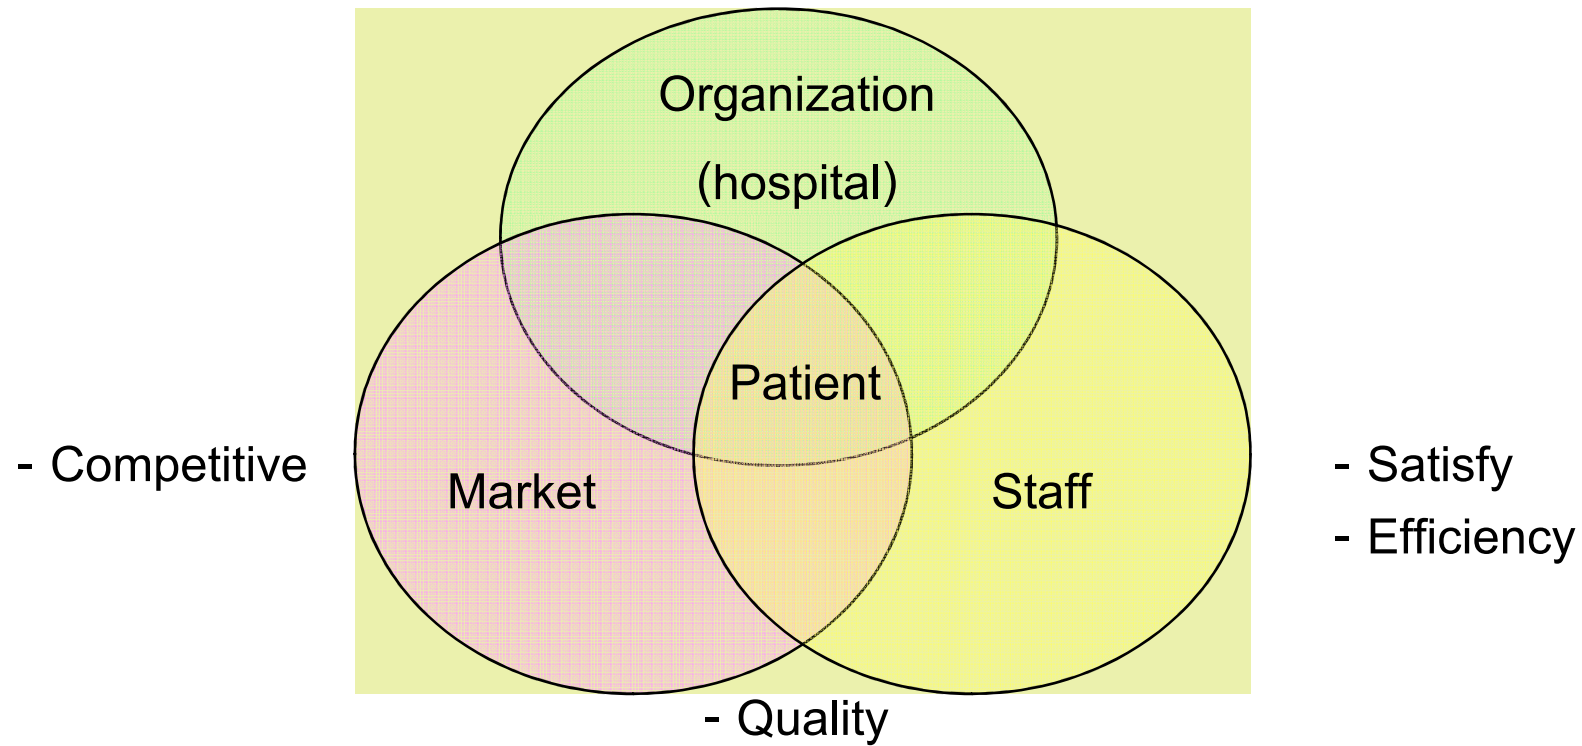 Organization
(hospital)
Patient
- Competitive
Market
Staff
- Satisfy
- Efficiency
- Quality